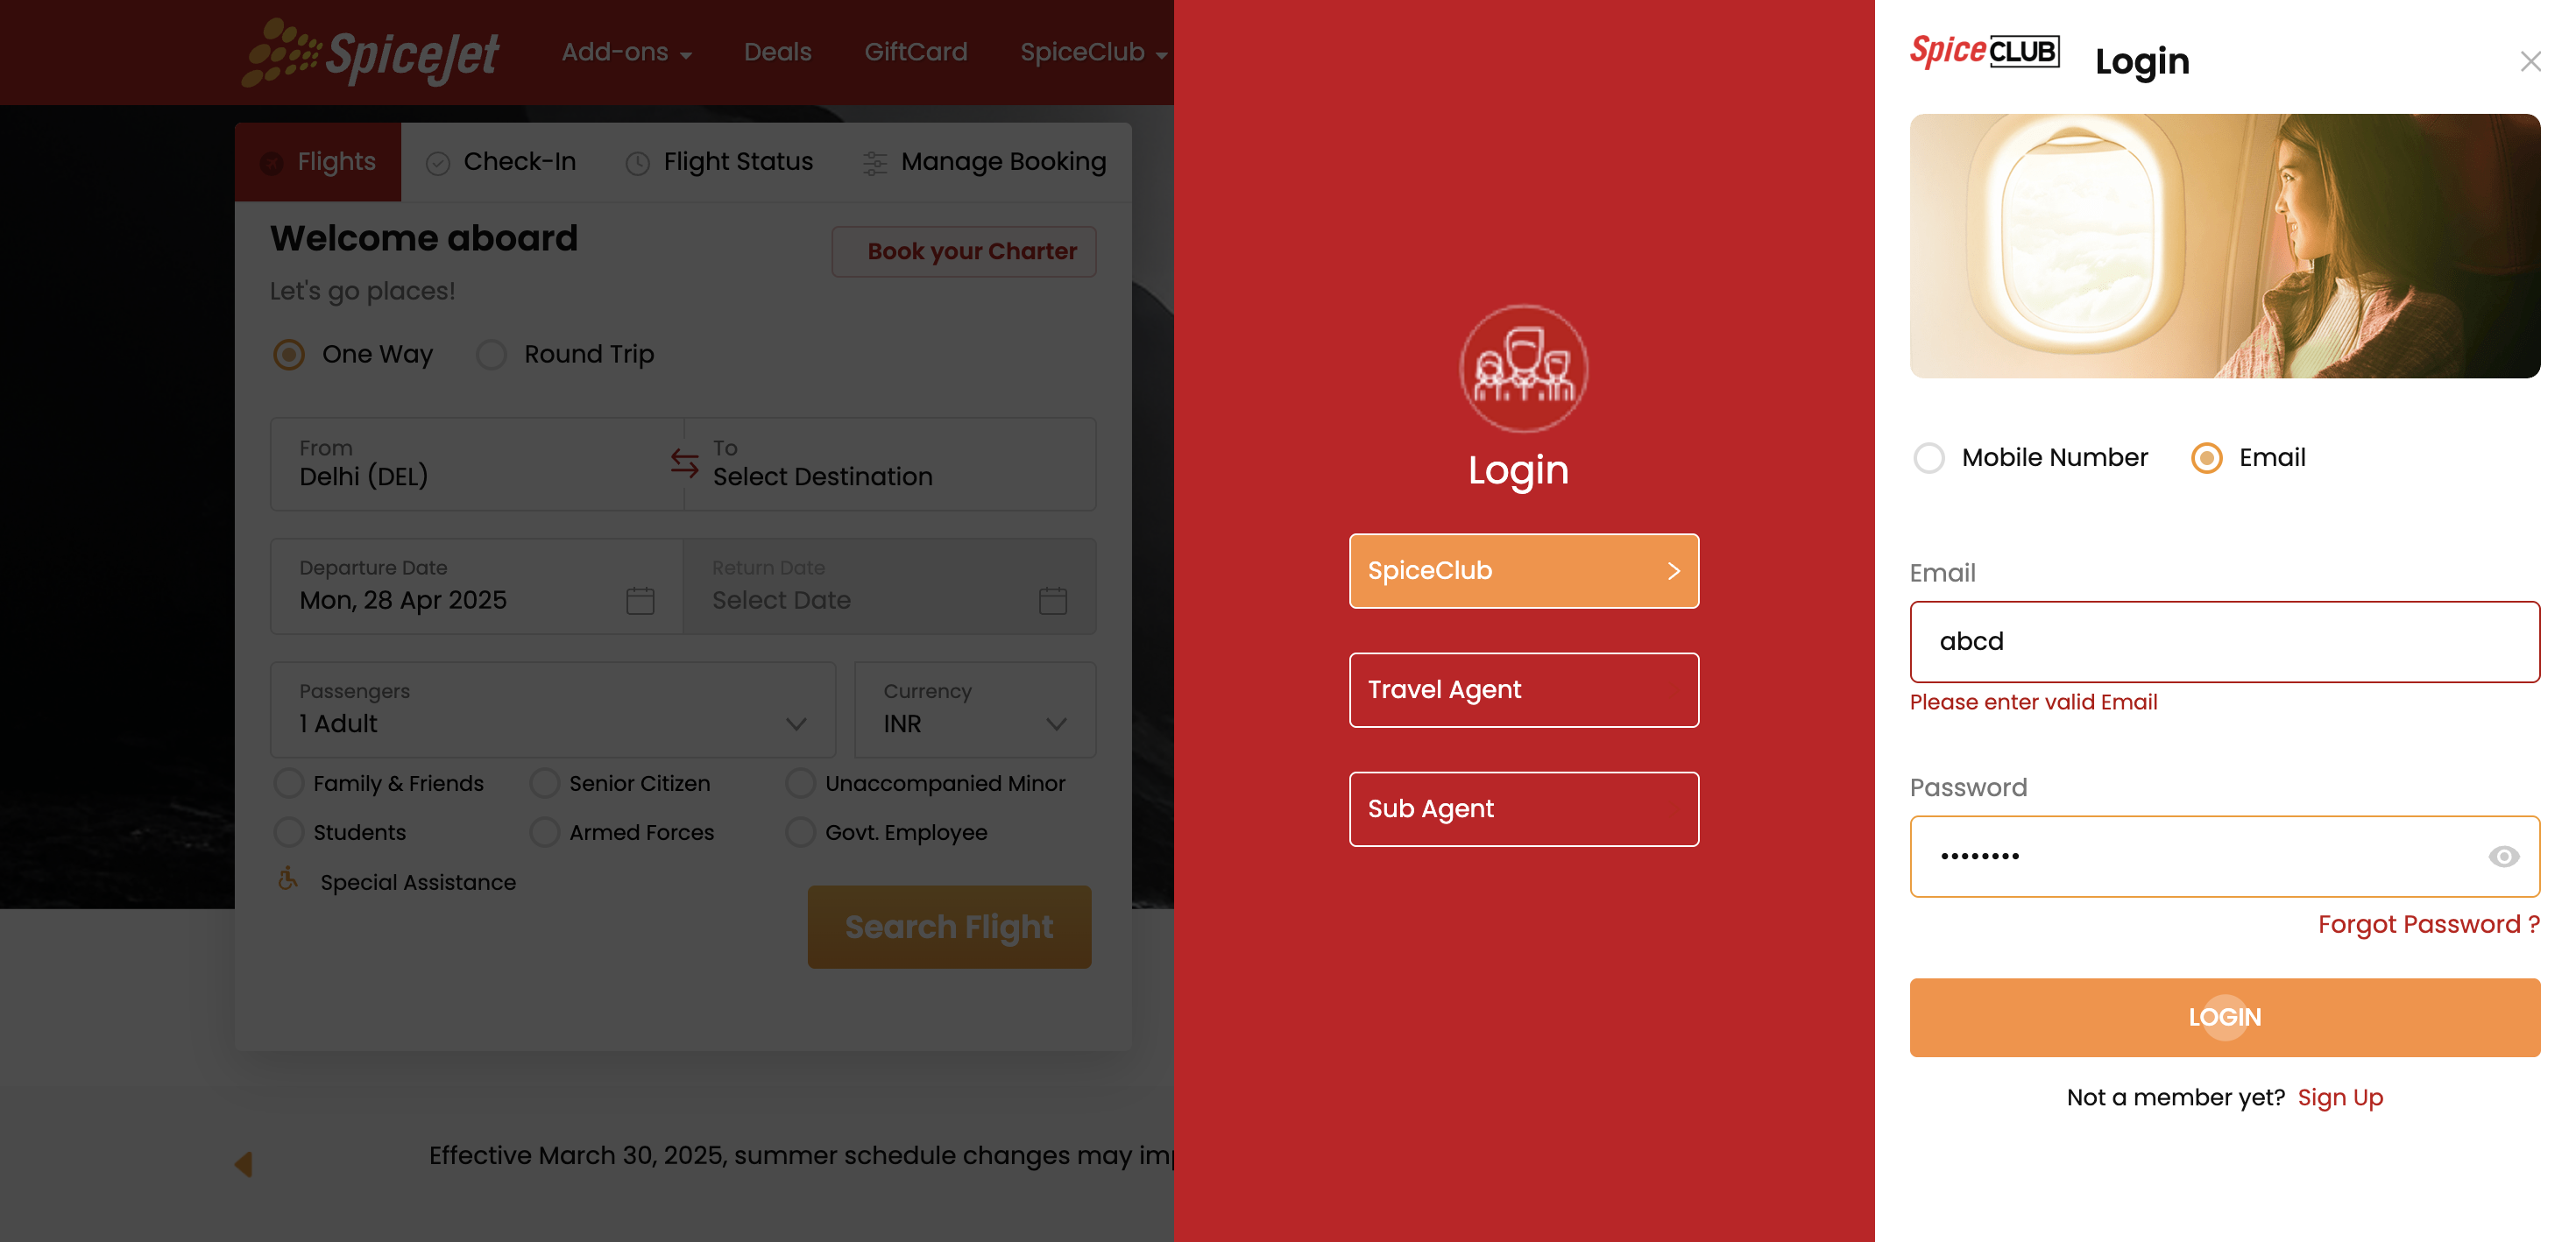 SpiceJet
Add-ons
Deals
GiftCard
SpiceClub
Flights
Check-In
Flight Status
Manage Booking
Welcome aboard
Book your Charter
Let's go places!
One Way
Round Trip
From
Delhi (DEL)
To
Select Destination
Departure Date
Mon, 28 Apr 2025
Return Date
Select Date
Passengers
1 Adult
Currency
INR
Family & Friends
Senior Citizen
Unaccompanied Minor
Students
Armed Forces
Govt. Employee
Special Assistance
Search Flight
Effective March 30, 2025, summer schedule changes may
Login
SpiceClub
Travel Agent
Sub Agent
Spice CLUB
Login
Mobile Number
Email
Email
abcd
Please enter valid Email
Password
••••••••
Forgot Password ?
LOGIN
Not a member yet? Sign Up